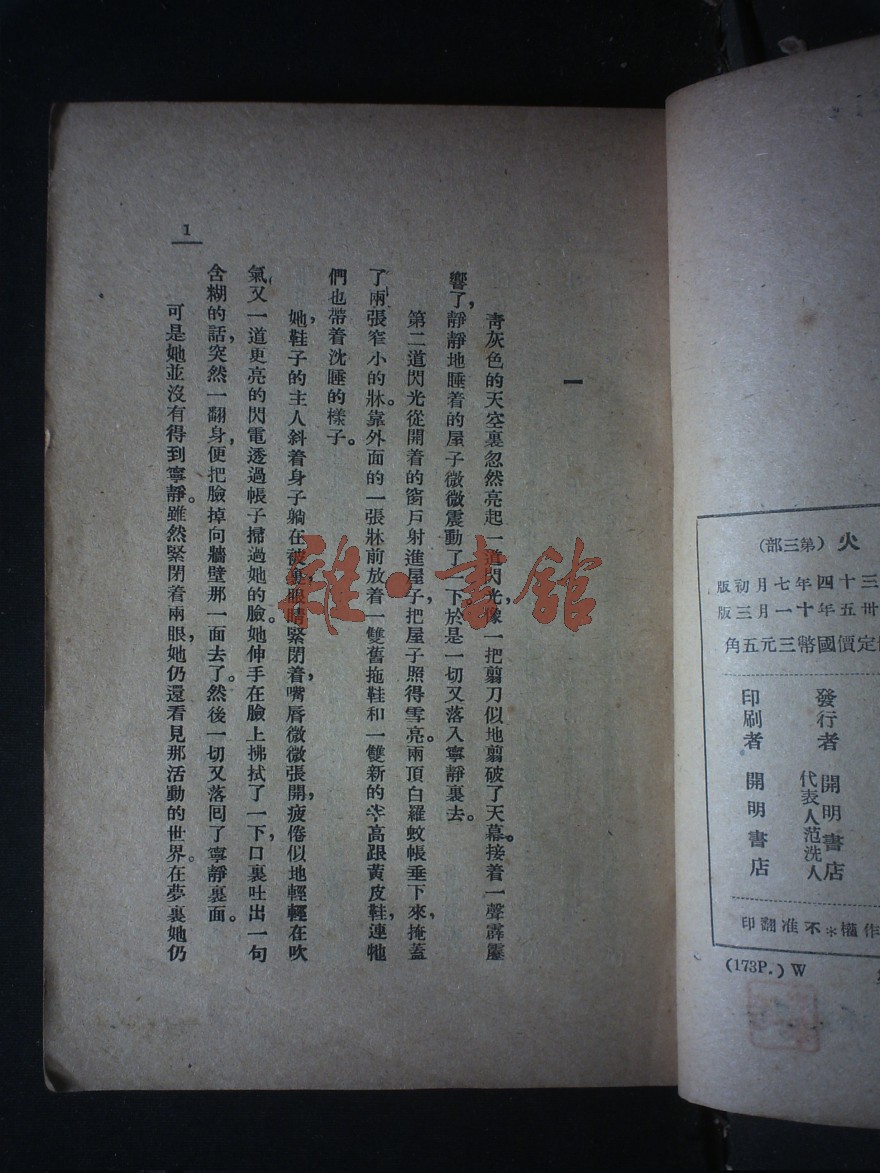 火 (第三部)
三十四年七月初版
卅五年十一月三版
定價國幣三元五角
發行者 開明書店
代表人范洗人
印刷者 開明書店
作權＊不准翻印
(173P.) W
一
青灰色的天空裏忽然亮起一道閃光，像一把剪刀似地剪破了天幕。接着一聲霹靂
響了，靜靜地睡着的屋子微微震動了一下。於是一切又落入寧靜裏去。
第二道閃光從開着的窗戶射進屋子，把屋子照得雪亮。兩頂白羅蚊帳垂下來，掩蓋
了兩張窄小的牀。靠外面的一張牀前放着一雙舊拖鞋和一雙新的半高跟黃皮鞋，連牠
們也帶着沈睡的樣子。
她，鞋子的主人斜着身子躺在被裏，眼睛緊閉着，嘴唇微微張開，疲倦似地輕輕在吹
氣。又一道更亮的閃電透過帳子掃過她的臉。她伸手在臉上拂拭了一下，口裏吐出一句
含糊的話，突然一翻身，便把臉掉向牆壁那一面去了。然後一切又落回了寧靜裏面。
可是她並沒有得到寧靜。雖然緊閉着兩眼，她仍還看見那活動的世界。在夢裏她仍
1
雜·書館